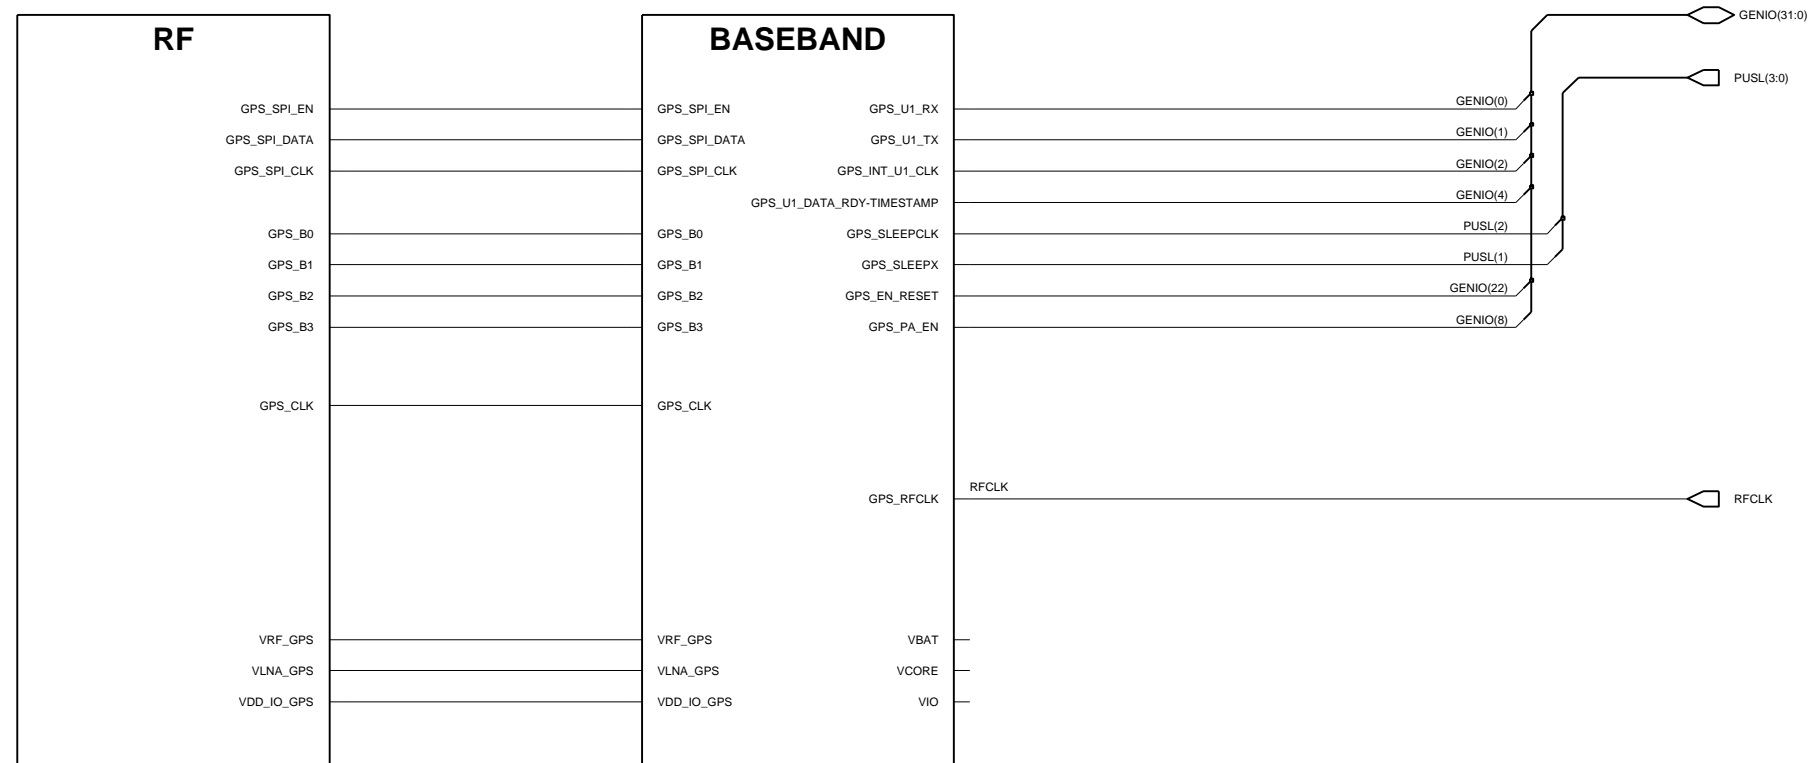 GENIO(31:0)
RF
BASEBAND
PUSL(3:0)
GPS_SPI_EN
GPS_SPI_EN
GPS_U1_RX
GENIO(0)
GPS_SPI_DATA
GPS_SPI_DATA
GPS_U1_TX
GENIO(1)
GPS_SPI_CLK
GPS_SPI_CLK
GPS_INT_U1_CLK
GENIO(2)
GPS_U1_DATA_RDY-TIMESTAMP
GENIO(4)
GPS_B0
GPS_B0
GPS_SLEEPCLK
PUSL(2)
GPS_B1
GPS_B1
GPS_SLEEPX
PUSL(1)
GPS_B2
GPS_B2
GPS_EN_RESET
GENIO(22)
GPS_B3
GPS_B3
GPS_PA_EN
GENIO(8)
GPS_CLK
GPS_CLK
GPS_RFCLK
RFCLK
RFCLK
VRF_GPS
VRF_GPS
VBAT
VLNA_GPS
VLNA_GPS
VCORE
VDD_IO_GPS
VDD_IO_GPS
VIO